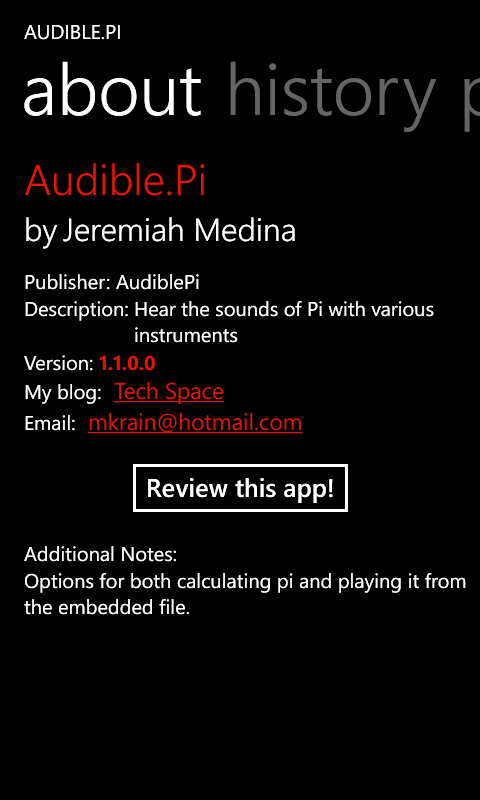 AUDIBLE.PI
about history p
Audible.Pi
by Jeremiah Medina
Publisher: AudiblePi
Description: Hear the sounds of Pi with various
instruments
Version: 1.1.0.0
My blog: Tech Space
Email: mkrain@hotmail.com
Review this app!
Additional Notes:
Options for both calculating pi and playing it from
the embedded file.